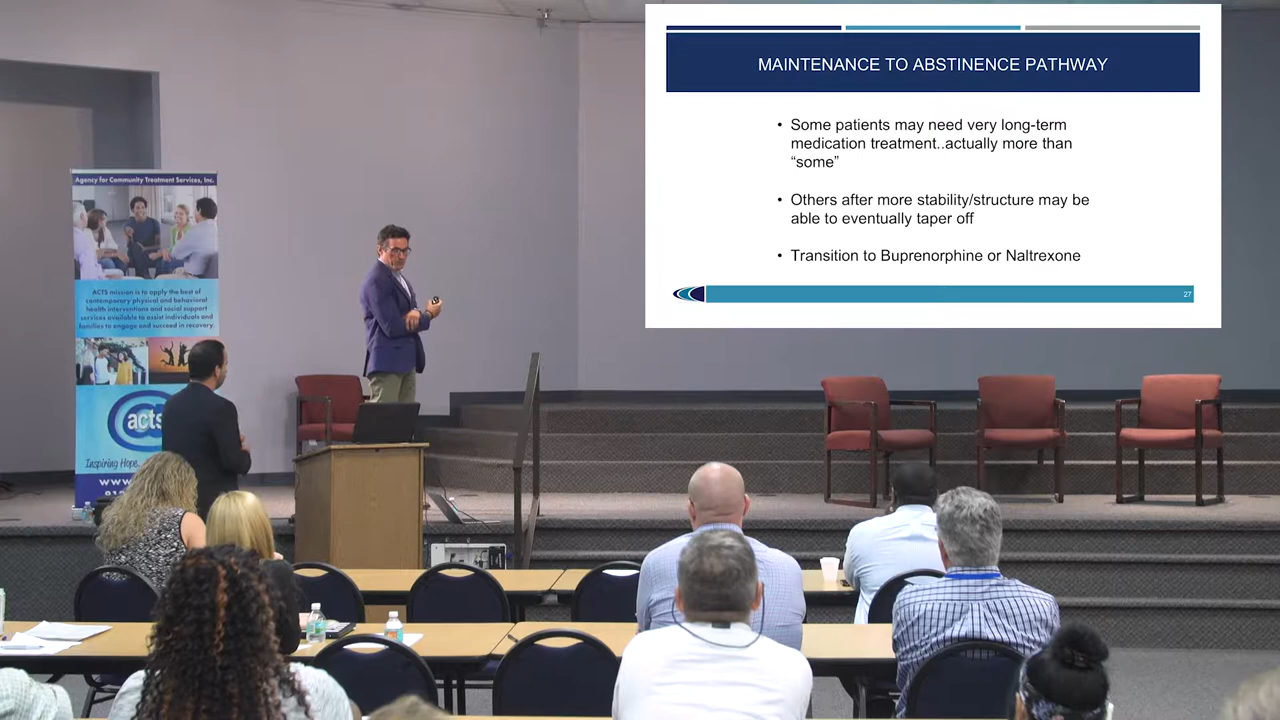 MAINTENANCE TO ABSTINENCE PATHWAY
• Some patients may need very long-term
medication treatment..actually more than
“some”
• Others after more stability/structure may be
able to eventually taper off
• Transition to Buprenorphine or Naltrexone
27
Agency for Community Treatment Services, Inc.
ACTS mission is to apply the best of
contemporary physical and behavioral
health interventions and social support
services available to assist individuals and
families to engage and succeed in recovery.
acts
Inspiring Hope.
www.